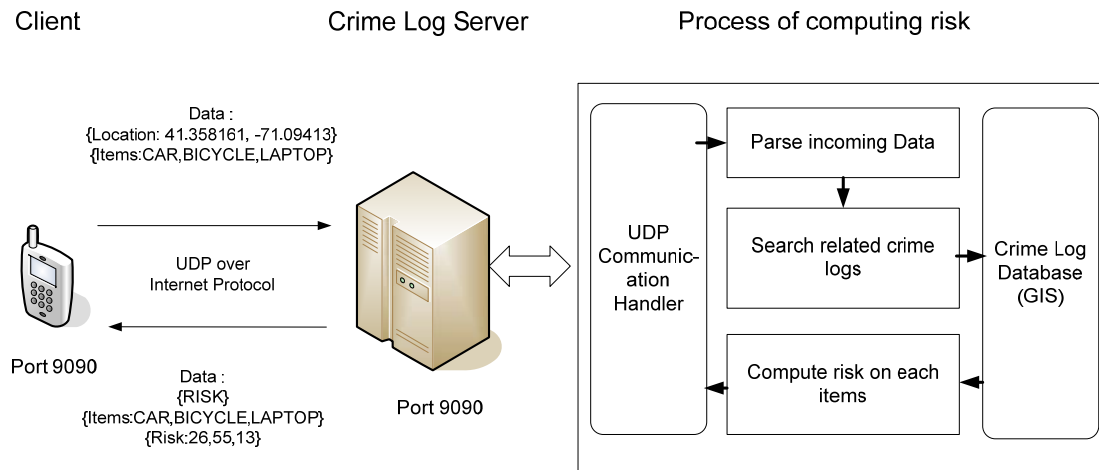 Client
Crime Log Server
Process of computing risk
Data :
{Location: 41.358161, -71.09413}
{Items:CAR,BICYCLE,LAPTOP}
UDP over
Internet Protocol
Port 9090
Data :
{RISK}
{Items:CAR,BICYCLE,LAPTOP}
{Risk:26,55,13}
Port 9090
UDP
Communic-
ation
Handler
Parse incoming Data
Search related crime
logs
Compute risk on each
items
Crime Log
Database
(GIS)